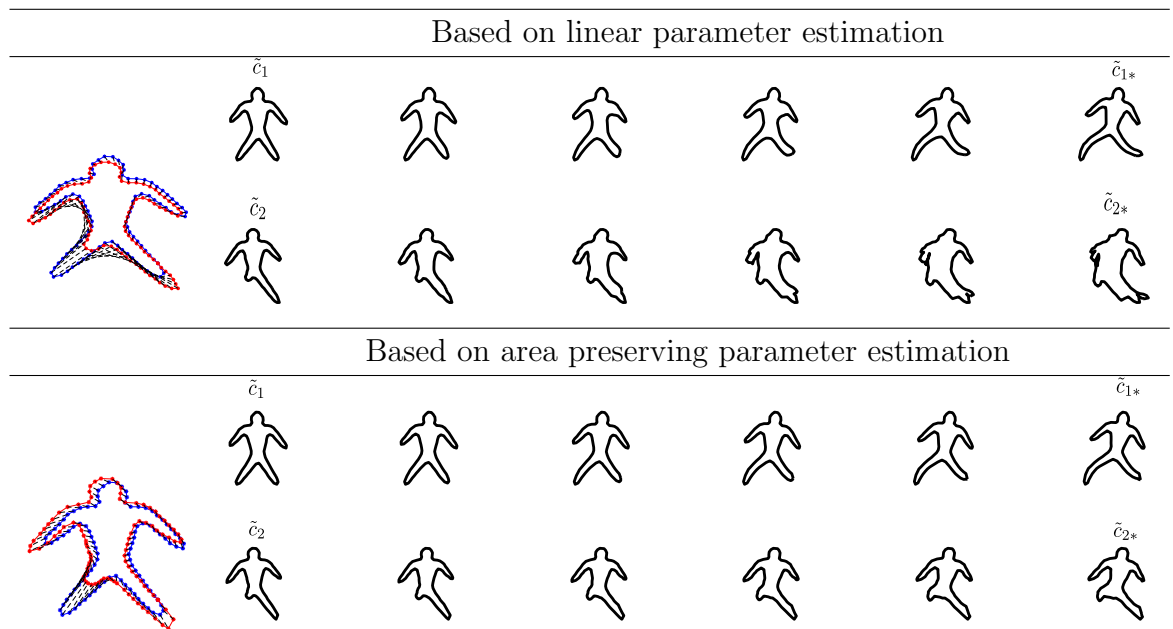 Based on linear parameter estimation
c̃₁ c̃₁*
c̃₂ c̃₂*
Based on area preserving parameter estimation
c̃₁ c̃₁*
c̃₂ c̃₂*